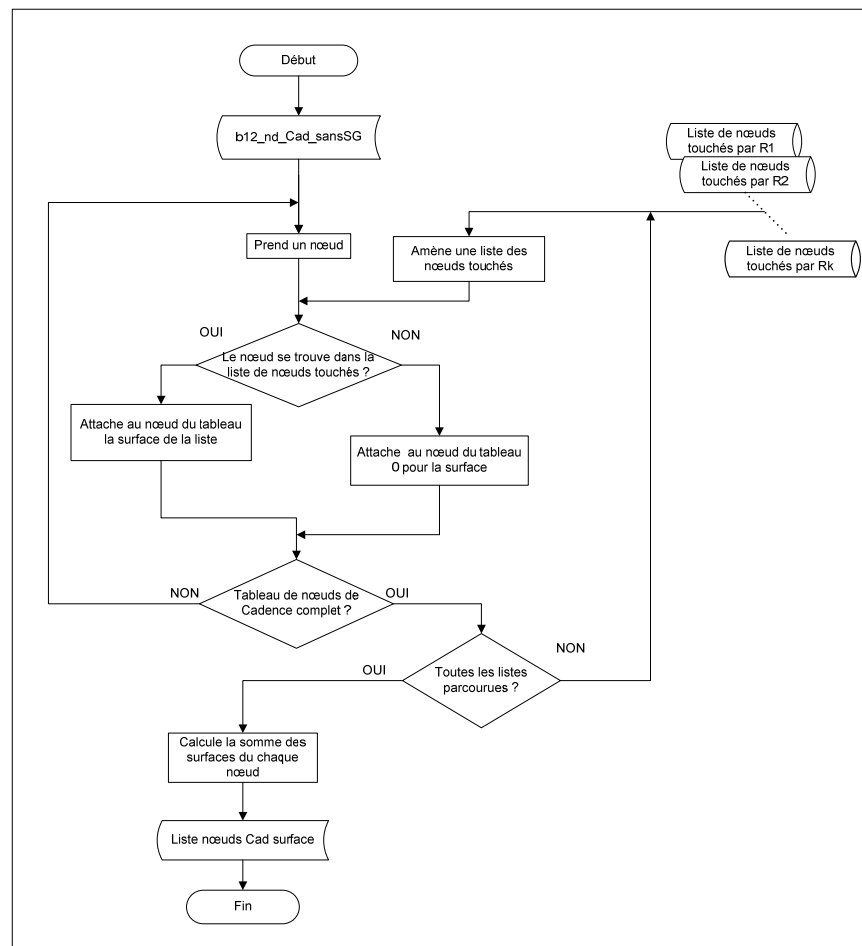 Début
b12_nd_Cad_sansSG
Liste de nœuds
touchés par R1
Liste de nœuds
touchés par R2
Liste de nœuds
touchés par Rk
Prend un nœud
Amène une liste des
nœuds touchés
OUI
NON
Le nœud se trouve dans la
liste de nœuds touchés ?
Attache au nœud du tableau
la surface de la liste
Attache au nœud du tableau
0 pour la surface
NON
Tableau de nœuds de
Cadence complet ?
OUI
OUI
Toutes les listes
parcourues ?
NON
Calcule la somme des
surfaces du chaque
nœud
Liste nœuds Cad surface
Fin